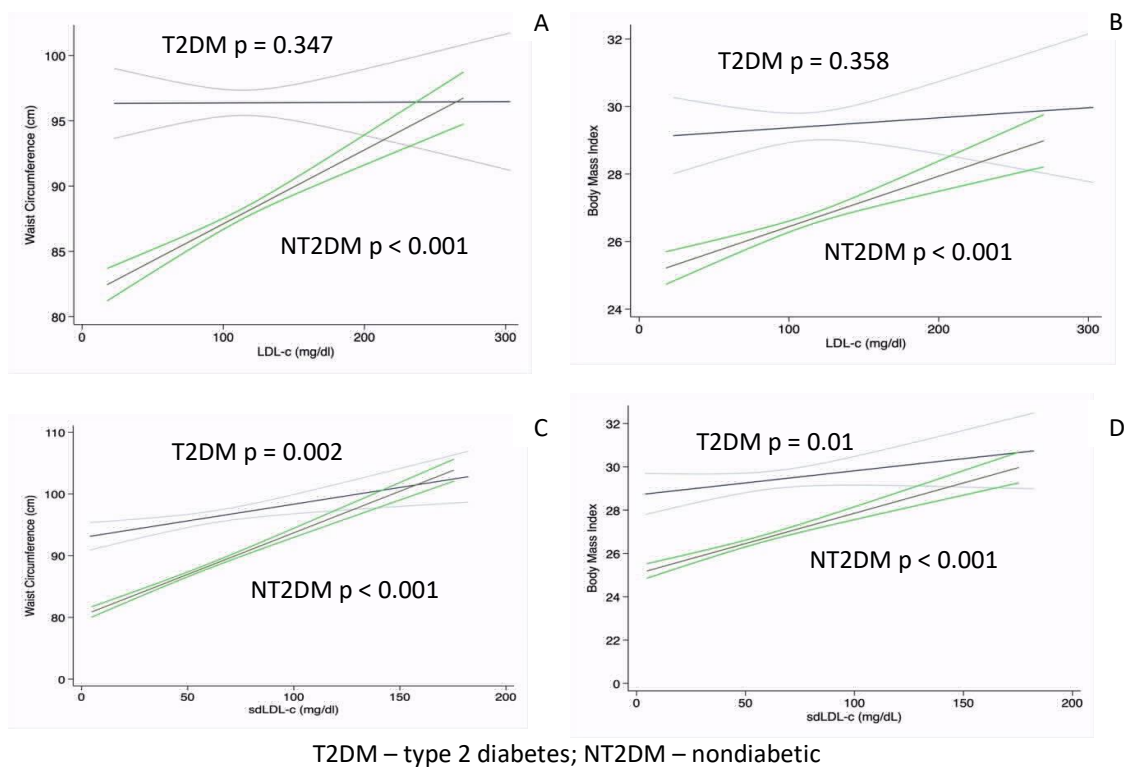 A
T2DM p = 0.347
NT2DM p < 0.001
Waist Circumference (cm)
100
95
90
85
80
0
100
200
300
LDL-c (mg/dl)
B
T2DM p = 0.358
NT2DM p < 0.001
Body Mass Index
32
30
28
26
24
0
100
200
300
LDL-c (mg/dl)
C
T2DM p = 0.002
NT2DM p < 0.001
Waist Circumference (cm)
110
100
90
80
0
0
50
100
150
200
sdLDL-c (mg/dl)
D
T2DM p = 0.01
NT2DM p < 0.001
Body Mass Index
32
30
28
26
24
22
0
0
50
100
150
200
sdLDL-c (mg/dL)
T2DM – type 2 diabetes; NT2DM – nondiabetic